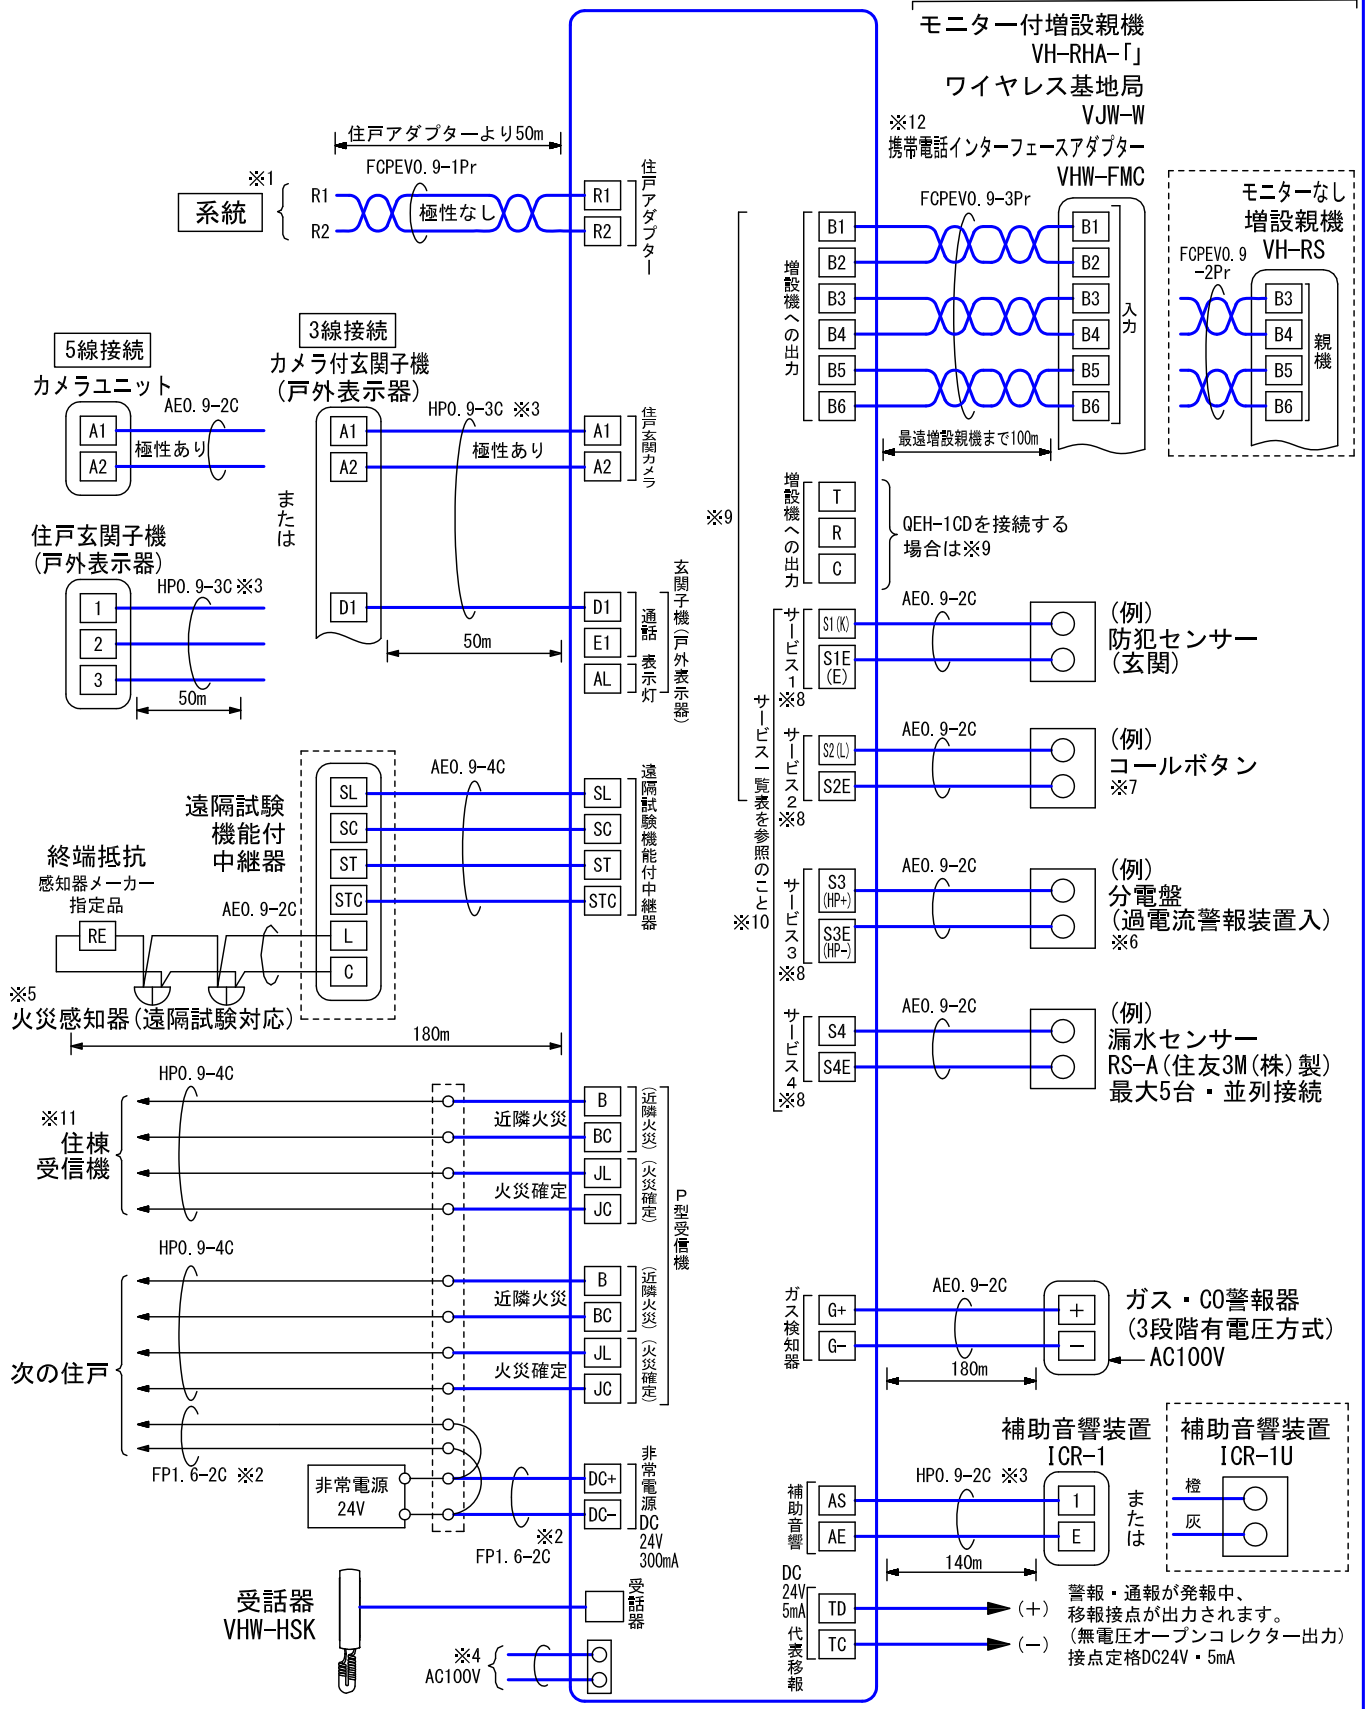 モニター付増設親機
VH-RHA-「」
ワイヤレス基地局
VJW-W
※12
携帯電話インターフェースアダプター
VHW-FMC
住戸アダプターより50m
FCPEV0.9-1Pr
※1
系統
R1
R2
極性なし
R1
R2
住戸アダプター
FCPEV0.9-3Pr
増設機への出力
B1
B2
B3
B4
B5
B6
B1
B2
B3
B4
B5
B6
入力
最遠増設親機まで100m
モニターなし
増設親機
VH-RS
FCPEV0.9
-2Pr
B3
B4
B5
B6
親機
5線接続
カメラユニット
AE0.9-2C
A1
A2
極性あり
住戸玄関子機
(戸外表示器)
HP0.9-3C ※3
1
2
3
50m
または
3線接続
カメラ付玄関子機
(戸外表示器)
HP0.9-3C ※3
A1
A2
極性あり
D1
50m
A1
A2
住戸玄関カメラ
D1
E1
AL
通話
表示灯
玄関子機(戸外表示器)
※9
増設機への出力
T
R
C
QEH-1CDを接続する
場合は※9
サービス1
※8
S1(K)
S1E
(E)
AE0.9-2C
(例)
防犯センサー
(玄関)
サービス2
※8
S2(L)
S2E
AE0.9-2C
(例)
コールボタン
※7
サービス一覧表を参照のこと
※10
サービス3
※8
S3
(HP+)
S3E
(HP-)
AE0.9-2C
(例)
分電盤
(過電流警報装置入)
※6
サービス4
※8
S4
S4E
AE0.9-2C
(例)
漏水センサー
RS-A(住友3M(株)製)
最大5台・並列接続
遠隔試験
機能付
中継器
SL
SC
ST
STC
L
C
AE0.9-4C
SL
SC
ST
STC
遠隔試験機能付中継器
終端抵抗
感知器メーカー
指定品
RE
AE0.9-2C
※5
火災感知器(遠隔試験対応)
180m
HP0.9-4C
※11
住棟
受信機
近隣火災
火災確定
B
BC
JL
JC
(近隣火災)
(火災確定)
P型受信機
HP0.9-4C
次の住戸
近隣火災
火災確定
B
BC
JL
JC
(近隣火災)
(火災確定)
FP1.6-2C ※2
非常電源
24V
※2
FP1.6-2C
DC+
DC-
非常電源
DC
24V
300mA
受話器
VHW-HSK
受話器
※4
AC100V
ガス検知器
G+
G-
AE0.9-2C
180m
+
-
ガス・CO警報器
(3段階有電圧方式)
AC100V
補助音響
AS
AE
HP0.9-2C ※3
140m
補助音響装置
ICR-1
1
E
または
補助音響装置
ICR-1U
橙
灰
DC
24V
5mA
代表移報
TD
TC
(+)
(-)
警報・通報が発報中、
移報接点が出力されます。
(無電圧オープンコレクター出力)
接点定格DC24V・5mA